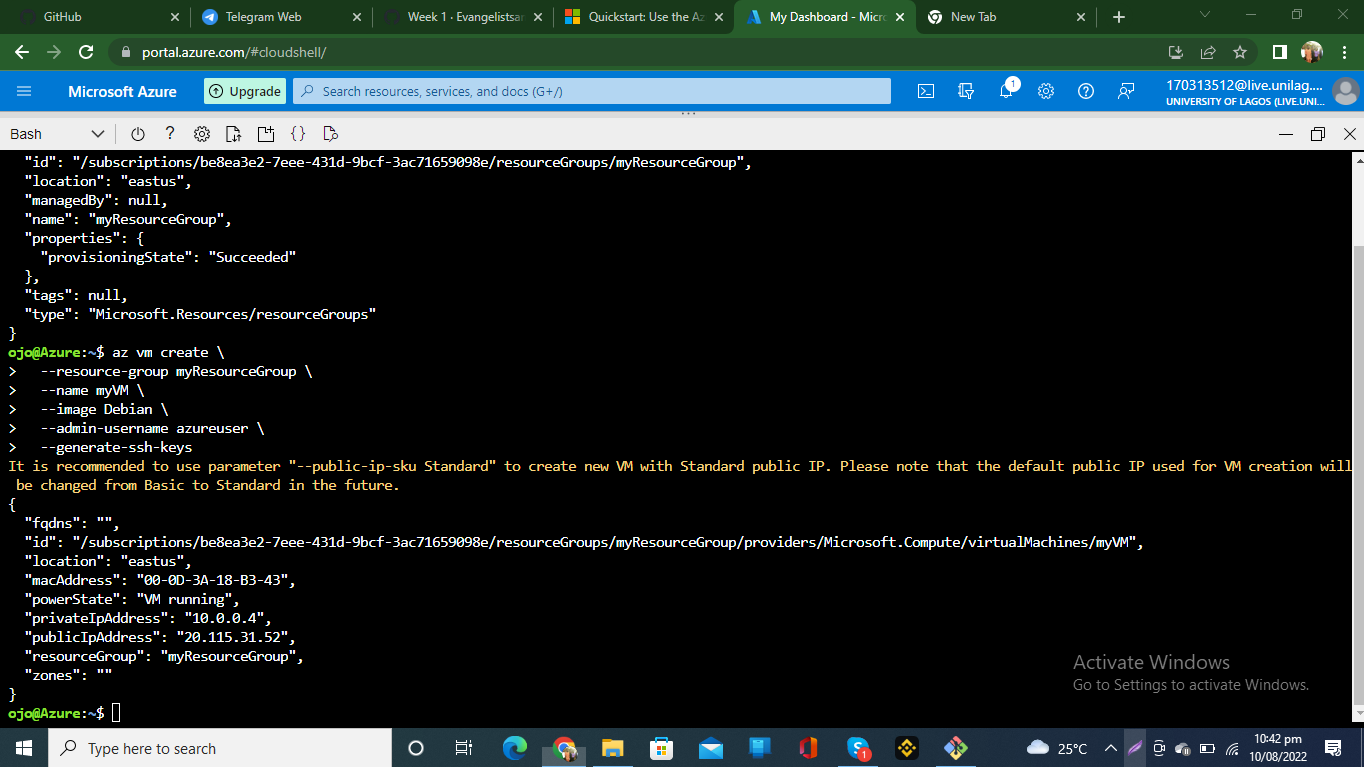 GitHub
Telegram Web
Week 1 · Evangelistsar
Quickstart: Use the Az
My Dashboard - Micro
New Tab
portal.azure.com/#cloudshell/
Microsoft Azure
Upgrade
Search resources, services, and docs (G+/)
1
170313512@live.unilag....
UNIVERSITY OF LAGOS (LIVE.UNI...
Bash
"id": "/subscriptions/be8ea3e2-7eee-431d-9bcf-3ac71659098e/resourceGroups/myResourceGroup",
"location": "eastus",
"managedBy": null,
"name": "myResourceGroup",
"properties": {
"provisioningState": "Succeeded"
},
"tags": null,
"type": "Microsoft.Resources/resourceGroups"
}
ojo@Azure:~$ az vm create \
> --resource-group myResourceGroup \
> --name myVM \
> --image Debian \
> --admin-username azureuser \
> --generate-ssh-keys
It is recommended to use parameter "--public-ip-sku Standard" to create new VM with Standard public IP. Please note that the default public IP used for VM creation will
be changed from Basic to Standard in the future.
{
"fqdns": "",
"id": "/subscriptions/be8ea3e2-7eee-431d-9bcf-3ac71659098e/resourceGroups/myResourceGroup/providers/Microsoft.Compute/virtualMachines/myVM",
"location": "eastus",
"macAddress": "00-0D-3A-18-B3-43",
"powerState": "VM running",
"privateIpAddress": "10.0.0.4",
"publicIpAddress": "20.115.31.52",
"resourceGroup": "myResourceGroup",
"zones": ""
}
ojo@Azure:~$
Activate Windows
Go to Settings to activate Windows.
Type here to search
1
25°C
10:42 pm
10/08/2022